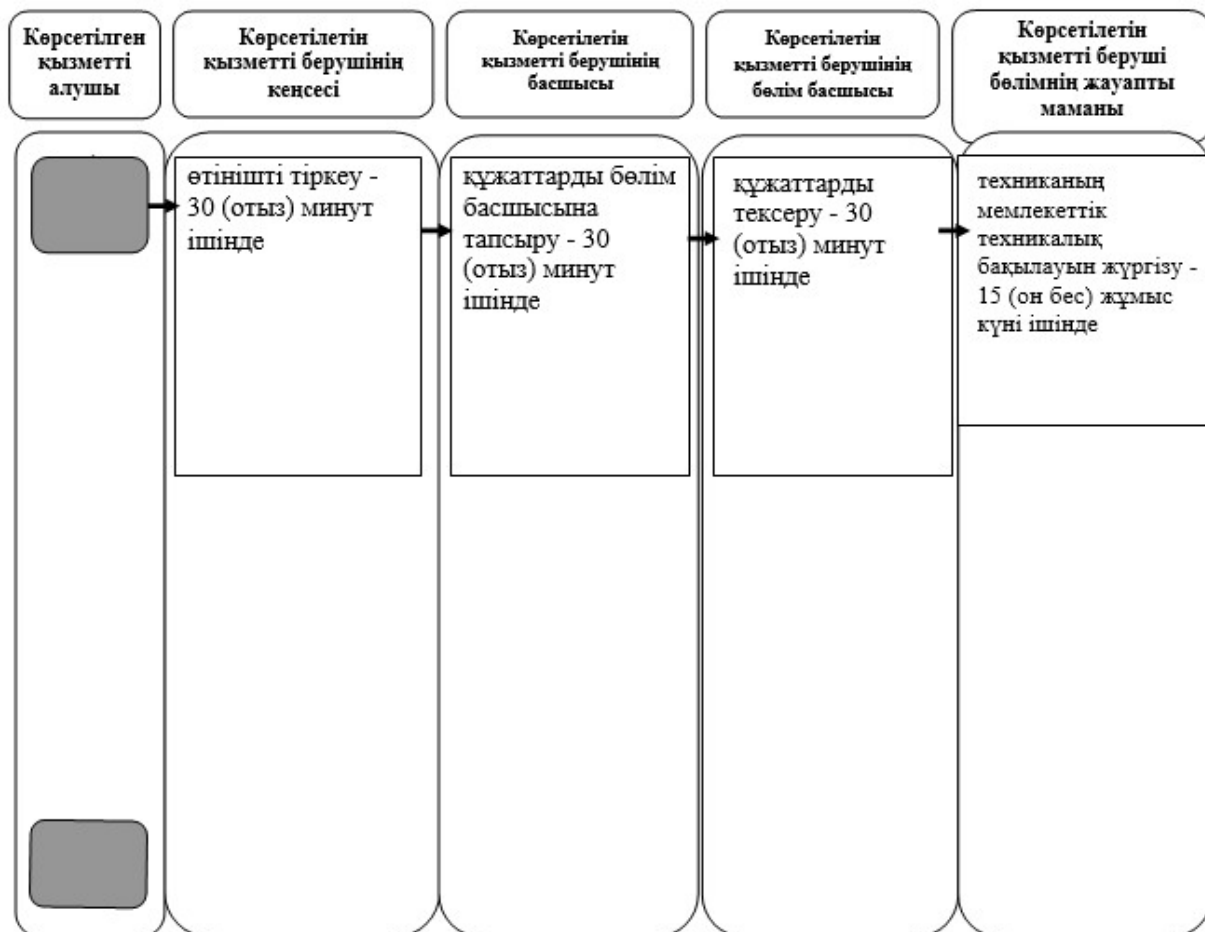 Көрсетілген
қызметті
алушы
Көрсетілетін
қызметті берушінің
кеңсесі
Көрсетілетін
қызметті берушінің
басшысы
Көрсетілетін
қызметті берушінің
бөлім басшысы
Көрсетілетін
қызметті беруші
бөлімнің жауапты
маманы
өтінішті тіркеу -
30 (отыз) минут
ішінде
құжаттарды бөлім
басшысына
тапсыру - 30
(отыз) минут
ішінде
құжаттарды
тексеру - 30
(отыз) минут
ішінде
техниканың
мемлекеттік
техникалық
бақылауын жүргізу -
15 (он бес) жұмыс
күні ішінде